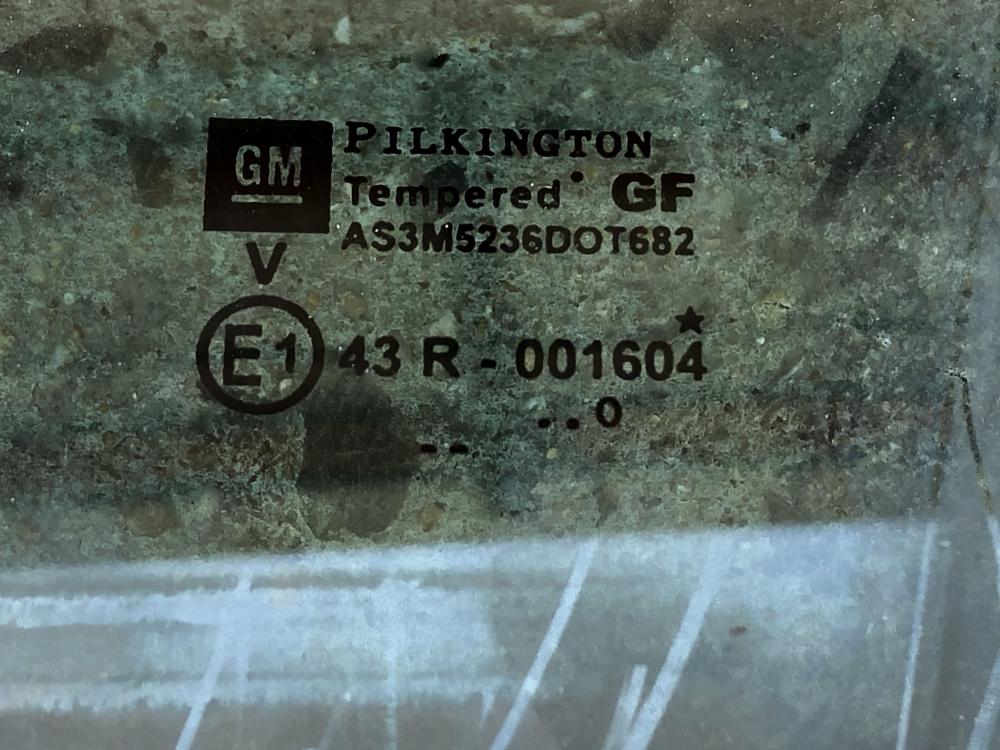 GM
PILKINGTON
Tempered GF
AS3M5236DOT682
V
E1 43 R - 001604
. . 0
--